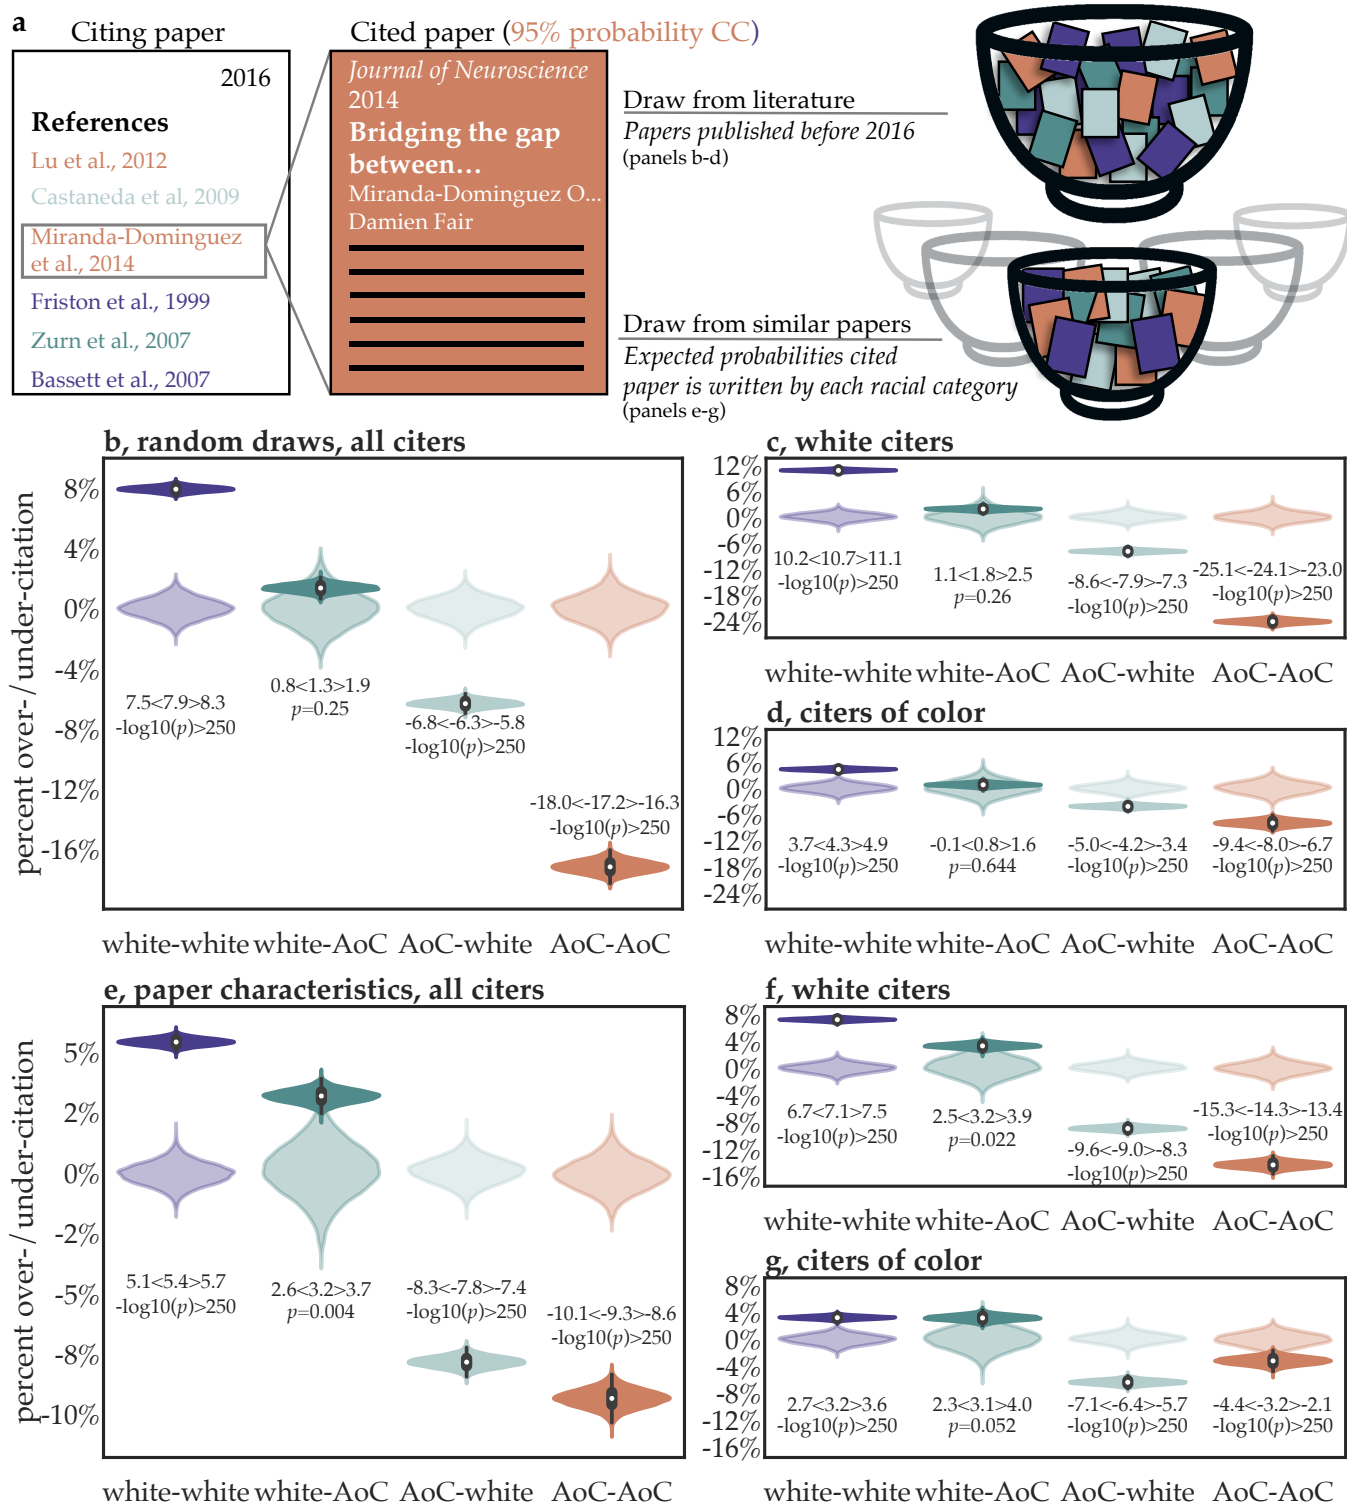 a
Citing paper
2016
References
Lu et al., 2012
Castaneda et al, 2009
Miranda-Dominguez
et al., 2014
Friston et al., 1999
Zurn et al., 2007
Bassett et al., 2007
Cited paper (95% probability CC)
Journal of Neuroscience
2014
Bridging the gap
between...
Miranda-Dominguez O...
Damien Fair
Draw from literature
Papers published before 2016
(panels b-d)
Draw from similar papers
Expected probabilities cited
paper is written by each racial category
(panels e-g)
b, random draws, all citers
percent over-/under-citation
8%
4%
0%
-4%
-8%
-12%
-16%
7.5<7.9>8.3
-log10(p)>250
0.8<1.3>1.9
p=0.25
-6.8<-6.3>-5.8
-log10(p)>250
-18.0<-17.2>-16.3
-log10(p)>250
white-white white-AoC AoC-white AoC-AoC
c, white citers
12%
6%
0%
-6%
-12%
-18%
-24%
10.2<10.7>11.1
-log10(p)>250
1.1<1.8>2.5
p=0.26
-8.6<-7.9>-7.3
-log10(p)>250
-25.1<-24.1>-23.0
-log10(p)>250
white-white white-AoC AoC-white AoC-AoC
d, citers of color
12%
6%
0%
-6%
-12%
-18%
-24%
3.7<4.3>4.9
-log10(p)>250
-0.1<0.8>1.6
p=0.644
-5.0<-4.2>-3.4
-log10(p)>250
-9.4<-8.0>-6.7
-log10(p)>250
white-white white-AoC AoC-white AoC-AoC
e, paper characteristics, all citers
percent over-/under-citation
5%
2%
0%
-2%
-5%
-8%
-10%
5.1<5.4>5.7
-log10(p)>250
2.6<3.2>3.7
p=0.004
-8.3<-7.8>-7.4
-log10(p)>250
-10.1<-9.3>-8.6
-log10(p)>250
white-white white-AoC AoC-white AoC-AoC
f, white citers
8%
4%
0%
-4%
-8%
-12%
-16%
6.7<7.1>7.5
-log10(p)>250
2.5<3.2>3.9
p=0.022
-9.6<-9.0>-8.3
-log10(p)>250
-15.3<-14.3>-13.4
-log10(p)>250
white-white white-AoC AoC-white AoC-AoC
g, citers of color
8%
4%
0%
-4%
-8%
-12%
-16%
2.7<3.2>3.6
-log10(p)>250
2.3<3.1>4.0
p=0.052
-7.1<-6.4>-5.7
-log10(p)>250
-4.4<-3.2>-2.1
-log10(p)>250
white-white white-AoC AoC-white AoC-AoC